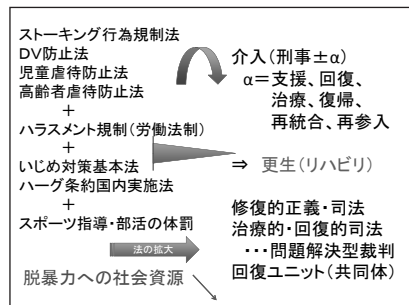 ストーキング行為規制法
DV防止法
児童虐待防止法
高齢者虐待防止法
+
ハラスメント規制(労働法制)
+
いじめ対策基本法
ハーグ条約国内実施法
+
スポーツ指導・部活の体罰
法の拡大
脱暴力への社会資源
介入(刑事±α)
α=支援、回復、
治療、復帰、
再統合、再参入
⇒ 更生(リハビリ)
修復的正義・司法
治療的・回復的司法
・・・問題解決型裁判
回復ユニット(共同体)